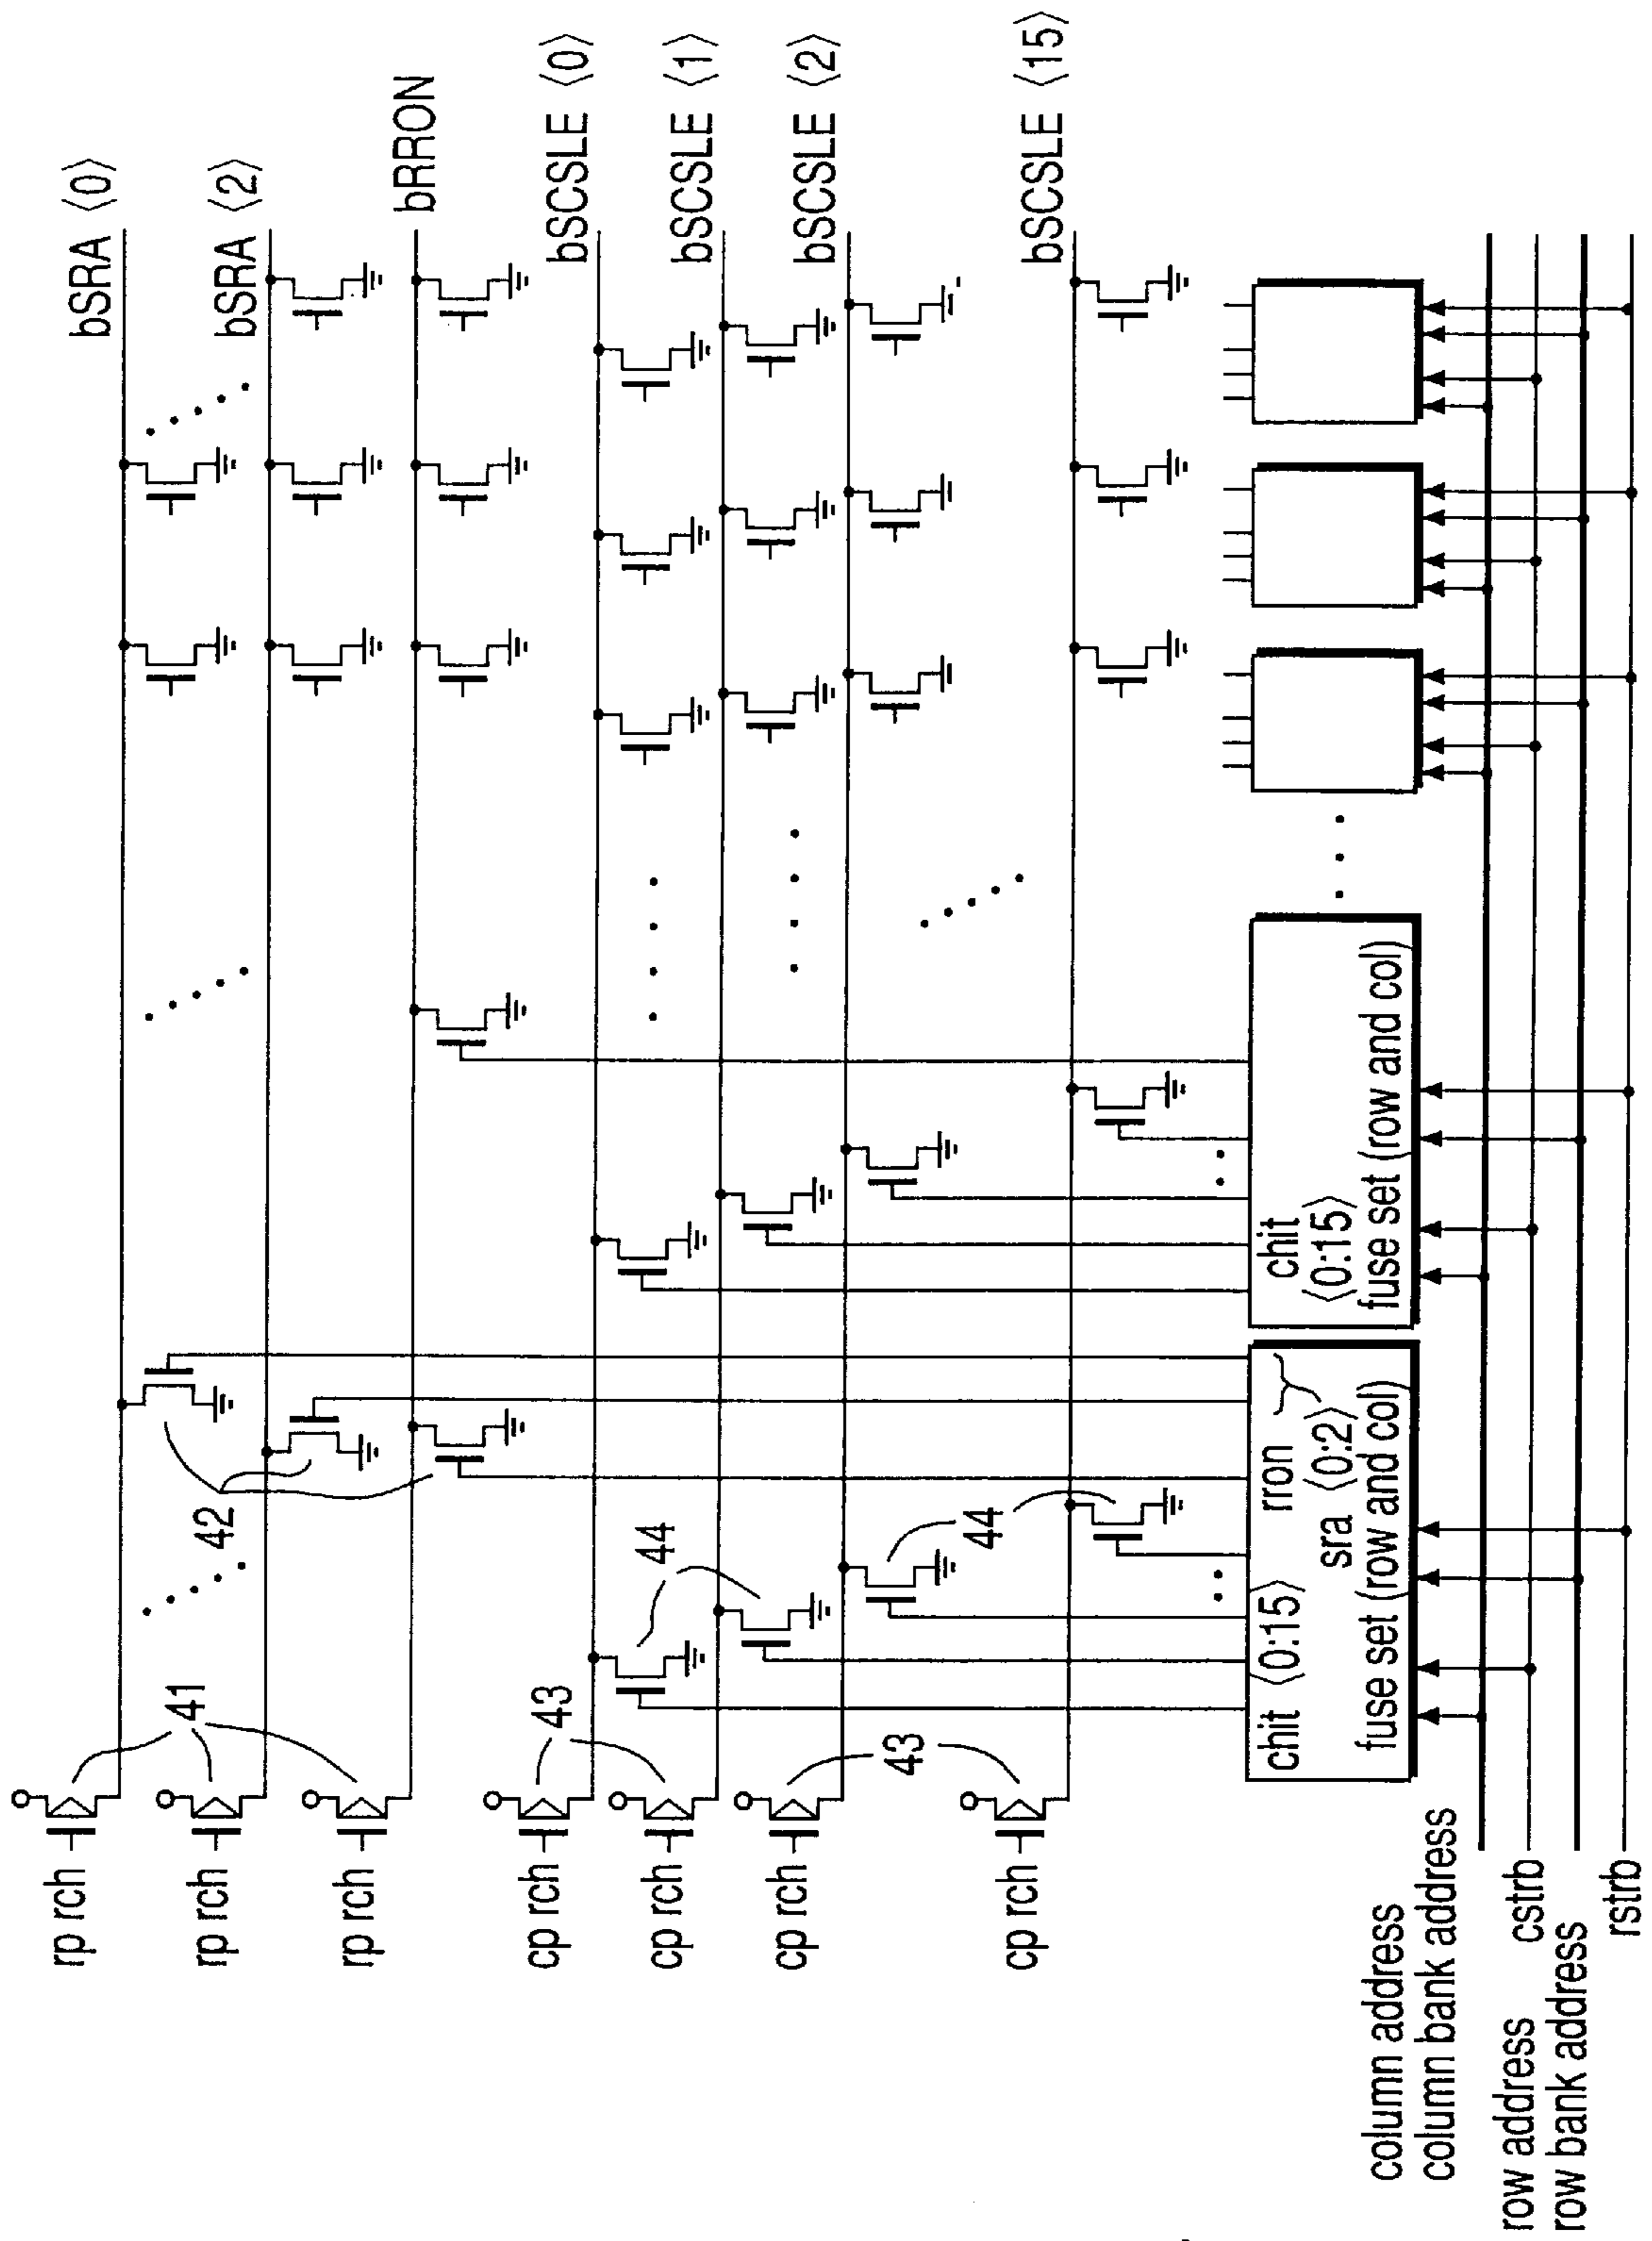 bSRA ⟨0⟩
bSRA ⟨2⟩
bRRON
bSCSLE ⟨0⟩
bSCSLE ⟨1⟩
bSCSLE ⟨2⟩
bSCSLE ⟨15⟩
42
44
44
41
43
43
rp rch
rp rch
rp rch
cp rch
cp rch
cp rch
cp rch
chit
⟨0:15⟩
fuse set (row and col)
chit ⟨0:15⟩
rron
sra ⟨0:2⟩
fuse set (row and col)
column address
column bank address
cstrb
row address
row bank address
rstrb